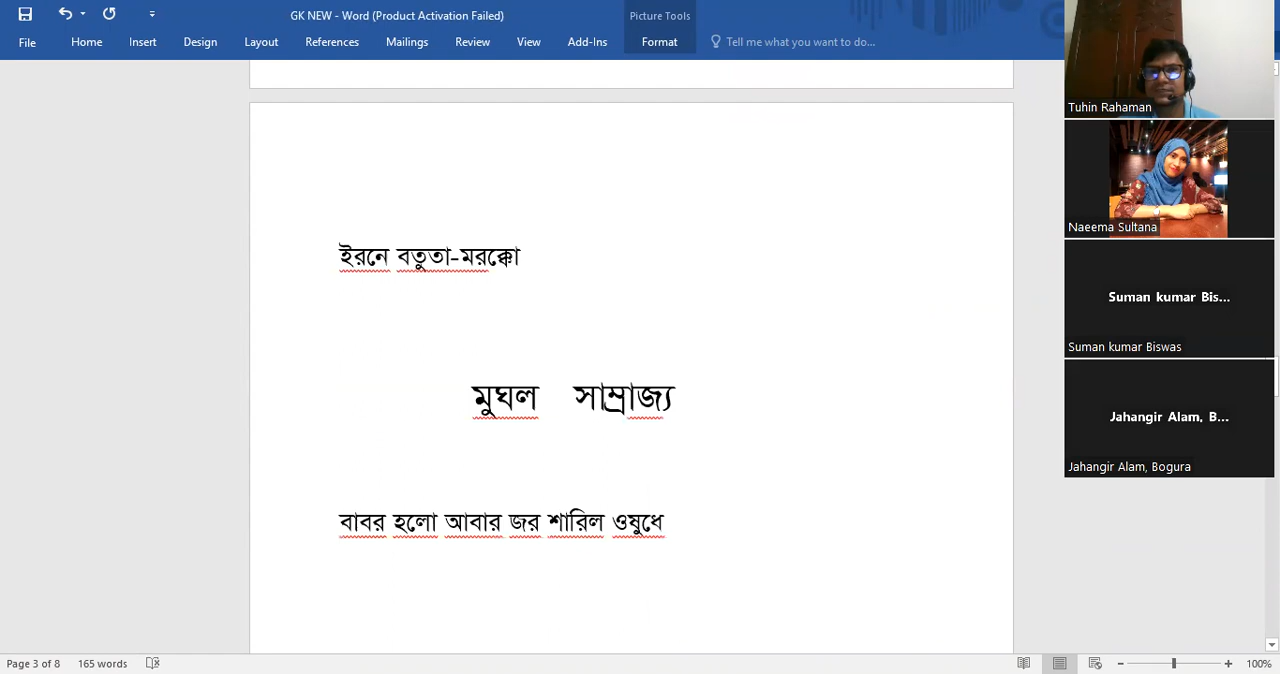 GK NEW - Word (Product Activation Failed)
Picture Tools
File Home Insert Design Layout References Mailings Review View Add-Ins Format Tell me what you want to do...
Tuhin Rahaman
Naeema Sultana
Suman kumar Bis...
Suman kumar Biswas
Jahangir Alam, B...
Jahangir Alam, Bogura
ইরনে বতুতা-মরক্কো
মুঘল সাম্রাজ্য
বাবর হলো আবার জর শারিল ওষুধে
Page 3 of 8 165 words 100%